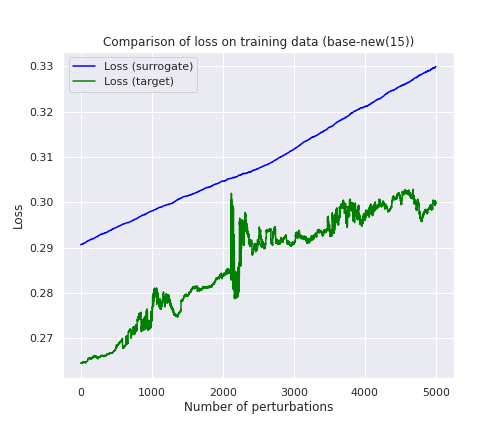 Comparison of loss on training data (base-new(15))
Loss (surrogate)
Loss (target)
Loss
0.33
0.32
0.31
0.30
0.29
0.28
0.27
0 1000 2000 3000 4000 5000
Number of perturbations